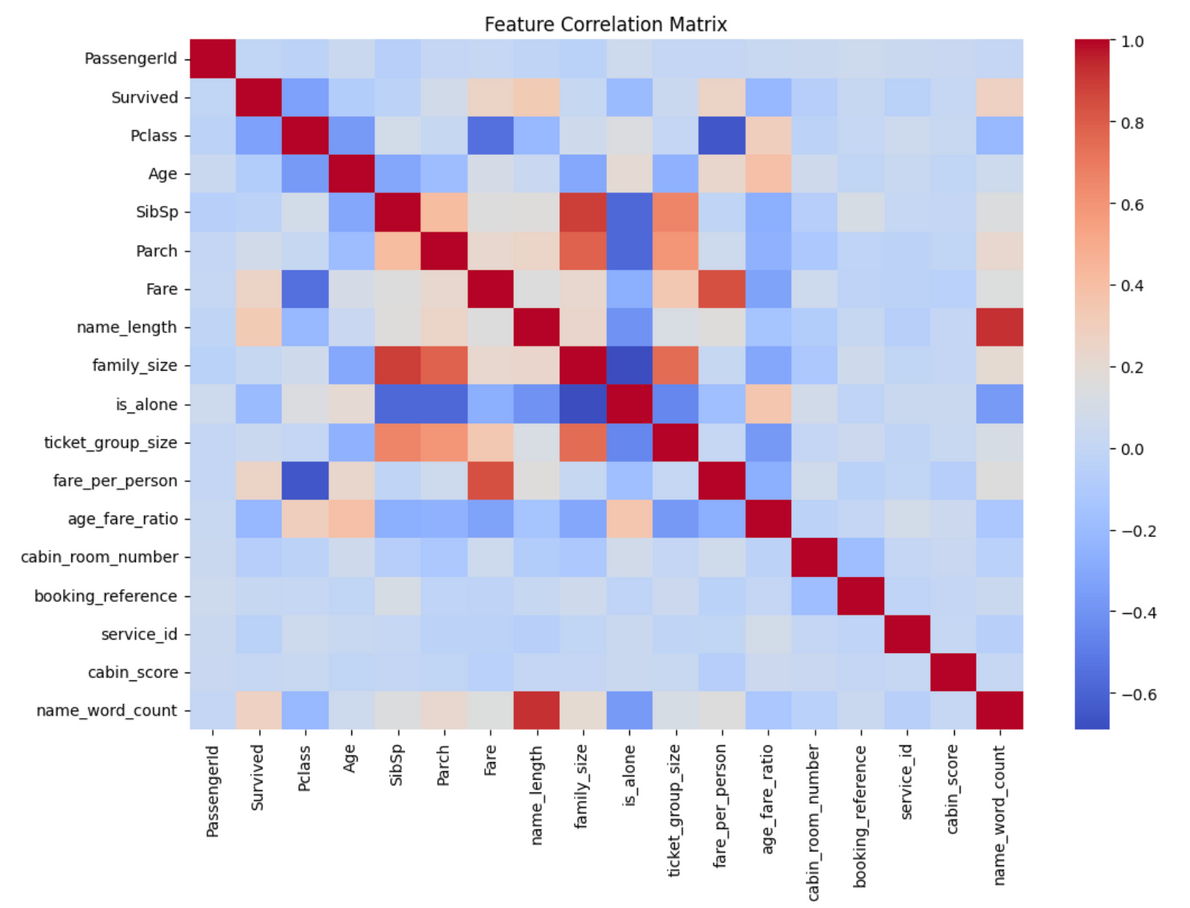 Feature Correlation Matrix
PassengerId
Survived
Pclass
Age
SibSp
Parch
Fare
name_length
family_size
is_alone
ticket_group_size
fare_per_person
age_fare_ratio
cabin_room_number
booking_reference
service_id
cabin_score
name_word_count
PassengerId
Survived
Pclass
Age
SibSp
Parch
Fare
name_length
family_size
is_alone
ticket_group_size
fare_per_person
age_fare_ratio
cabin_room_number
booking_reference
service_id
cabin_score
name_word_count
1.0
0.8
0.6
0.4
0.2
0.0
−0.2
−0.4
−0.6